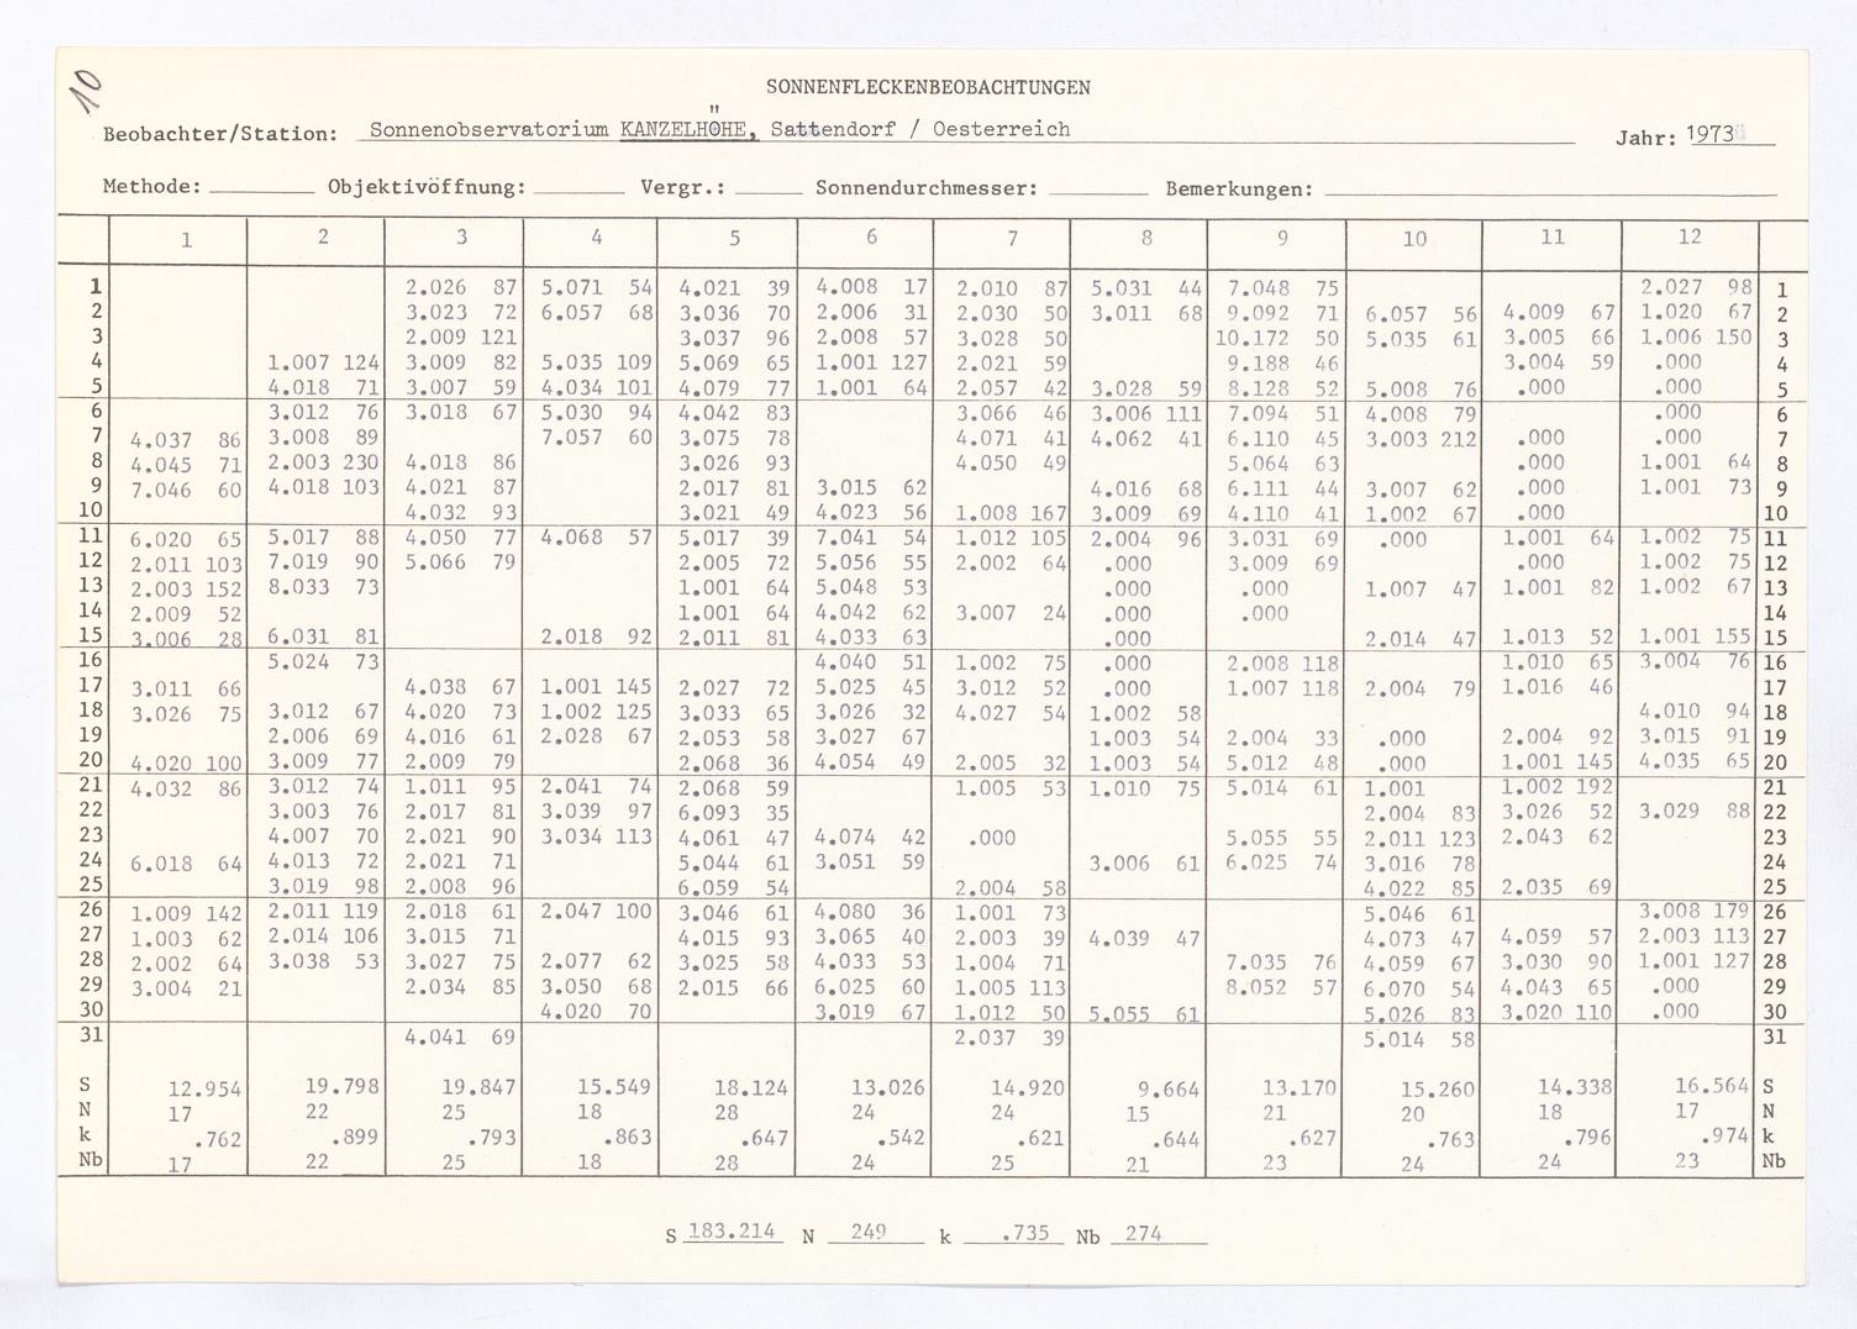 10
SONNENFLECKENBEOBACHTUNGEN
Beobachter/Station: Sonnenobservatorium KANZELHÖHE, Sattendorf / Oesterreich Jahr: 1973
Methode: Objektivöffnung: Vergr.: Sonnendurchmesser: Bemerkungen:
1 2 3 4 5 6 7 8 9 10 11 12
1 2.026 87 5.071 54 4.021 39 4.008 17 2.010 87 5.031 44 7.048 75 2.027 98 1
2 3.023 72 6.057 68 3.036 70 2.006 31 2.030 50 3.011 68 9.092 71 6.057 56 4.009 67 1.020 67 2
3 2.009 121 3.037 96 2.008 57 3.028 50 10.172 50 5.035 61 3.005 66 1.006 150 3
4 1.007 124 3.009 82 5.035 109 5.069 65 1.001 127 2.021 59 9.188 46 3.004 59 .000 4
5 4.018 71 3.007 59 4.034 101 4.079 77 1.001 64 2.057 42 3.028 59 8.128 52 5.008 76 .000 .000 5
6 3.012 76 3.018 67 5.030 94 4.042 83 3.066 46 3.006 111 7.094 51 4.008 79 .000 6
7 4.037 86 3.008 89 7.057 60 3.075 78 4.071 41 4.062 41 6.110 45 3.003 212 .000 .000 7
8 4.045 71 2.003 230 4.018 86 3.026 93 4.050 49 5.064 63 .000 1.001 64 8
9 7.046 60 4.018 103 4.021 87 2.017 81 3.015 62 4.016 68 6.111 44 3.007 62 .000 1.001 73 9
10 4.032 93 3.021 49 4.023 56 1.008 167 3.009 69 4.110 41 1.002 67 .000 10
11 6.020 65 5.017 88 4.050 77 4.068 57 5.017 39 7.041 54 1.012 105 2.004 96 3.031 69 .000 1.001 64 1.002 75 11
12 2.011 103 7.019 90 5.066 79 2.005 72 5.056 55 2.002 64 .000 3.009 69 .000 1.002 75 12
13 2.003 152 8.033 73 1.001 64 5.048 53 .000 .000 1.007 47 1.001 82 1.002 67 13
14 2.009 52 1.001 64 4.042 62 3.007 24 .000 .000 14
15 3.006 28 6.031 81 2.018 92 2.011 81 4.033 63 .000 2.014 47 1.013 52 1.001 155 15
16 5.024 73 4.040 51 1.002 75 .000 2.008 118 1.010 65 3.004 76 16
17 3.011 66 4.038 67 1.001 145 2.027 72 5.025 45 3.012 52 .000 1.007 118 2.004 79 1.016 46 17
18 3.026 75 3.012 67 4.020 73 1.002 125 3.033 65 3.026 32 4.027 54 1.002 58 4.010 94 18
19 2.006 69 4.016 61 2.028 67 2.053 58 3.027 67 1.003 54 2.004 33 .000 2.004 92 3.015 91 19
20 4.020 100 3.009 77 2.009 79 2.068 36 4.054 49 2.005 32 1.003 54 5.012 48 .000 1.001 145 4.035 65 20
21 4.032 86 3.012 74 1.011 95 2.041 74 2.068 59 1.005 53 1.010 75 5.014 61 1.001 1.002 192 21
22 3.003 76 2.017 81 3.039 97 6.093 35 2.004 83 3.026 52 3.029 88 22
23 4.007 70 2.021 90 3.034 113 4.061 47 4.074 42 .000 5.055 55 2.011 123 2.043 62 23
24 6.018 64 4.013 72 2.021 71 5.044 61 3.051 59 3.006 61 6.025 74 3.016 78 24
25 3.019 98 2.008 96 6.059 54 2.004 58 4.022 85 2.035 69 25
26 1.009 142 2.011 119 2.018 61 2.047 100 3.046 61 4.080 36 1.001 73 5.046 61 3.008 179 26
27 1.003 62 2.014 106 3.015 71 4.015 93 3.065 40 2.003 39 4.039 47 4.073 47 4.059 57 2.003 113 27
28 2.002 64 3.038 53 3.027 75 2.077 62 3.025 58 4.033 53 1.004 71 7.035 76 4.059 67 3.030 90 1.001 127 28
29 3.004 21 2.034 85 3.050 68 2.015 66 6.025 60 1.005 113 8.052 57 6.070 54 4.043 65 .000 29
30 4.020 70 3.019 67 1.012 50 5.055 61 5.026 83 3.020 110 .000 30
31 4.041 69 2.037 39 5.014 58 31
S 12.954 19.798 19.847 15.549 18.124 13.026 14.920 9.664 13.170 15.260 14.338 16.564 S
N 17 22 25 18 28 24 24 15 21 20 18 17 N
k .762 .899 .793 .863 .647 .542 .621 .644 .627 .763 .796 .974 k
Nb 17 22 25 18 28 24 25 21 23 24 24 23 Nb
S 183.214 N 249 k .735 Nb 274